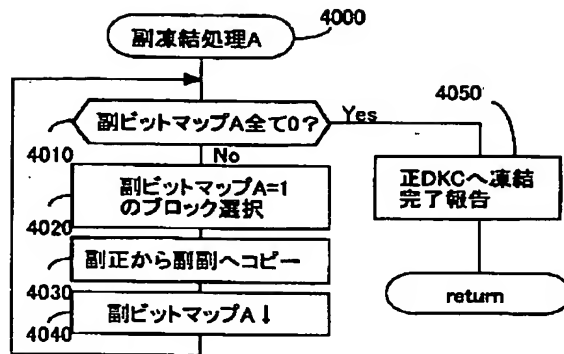 副凍結処理A
4000
副ビットマップA全て0?
Yes
4050
4010
No
副ビットマップA=1
のブロック選択
4020
副正から副副へコピー
4030
副ビットマップA↓
4040
正DKCへ凍結
完了報告
return